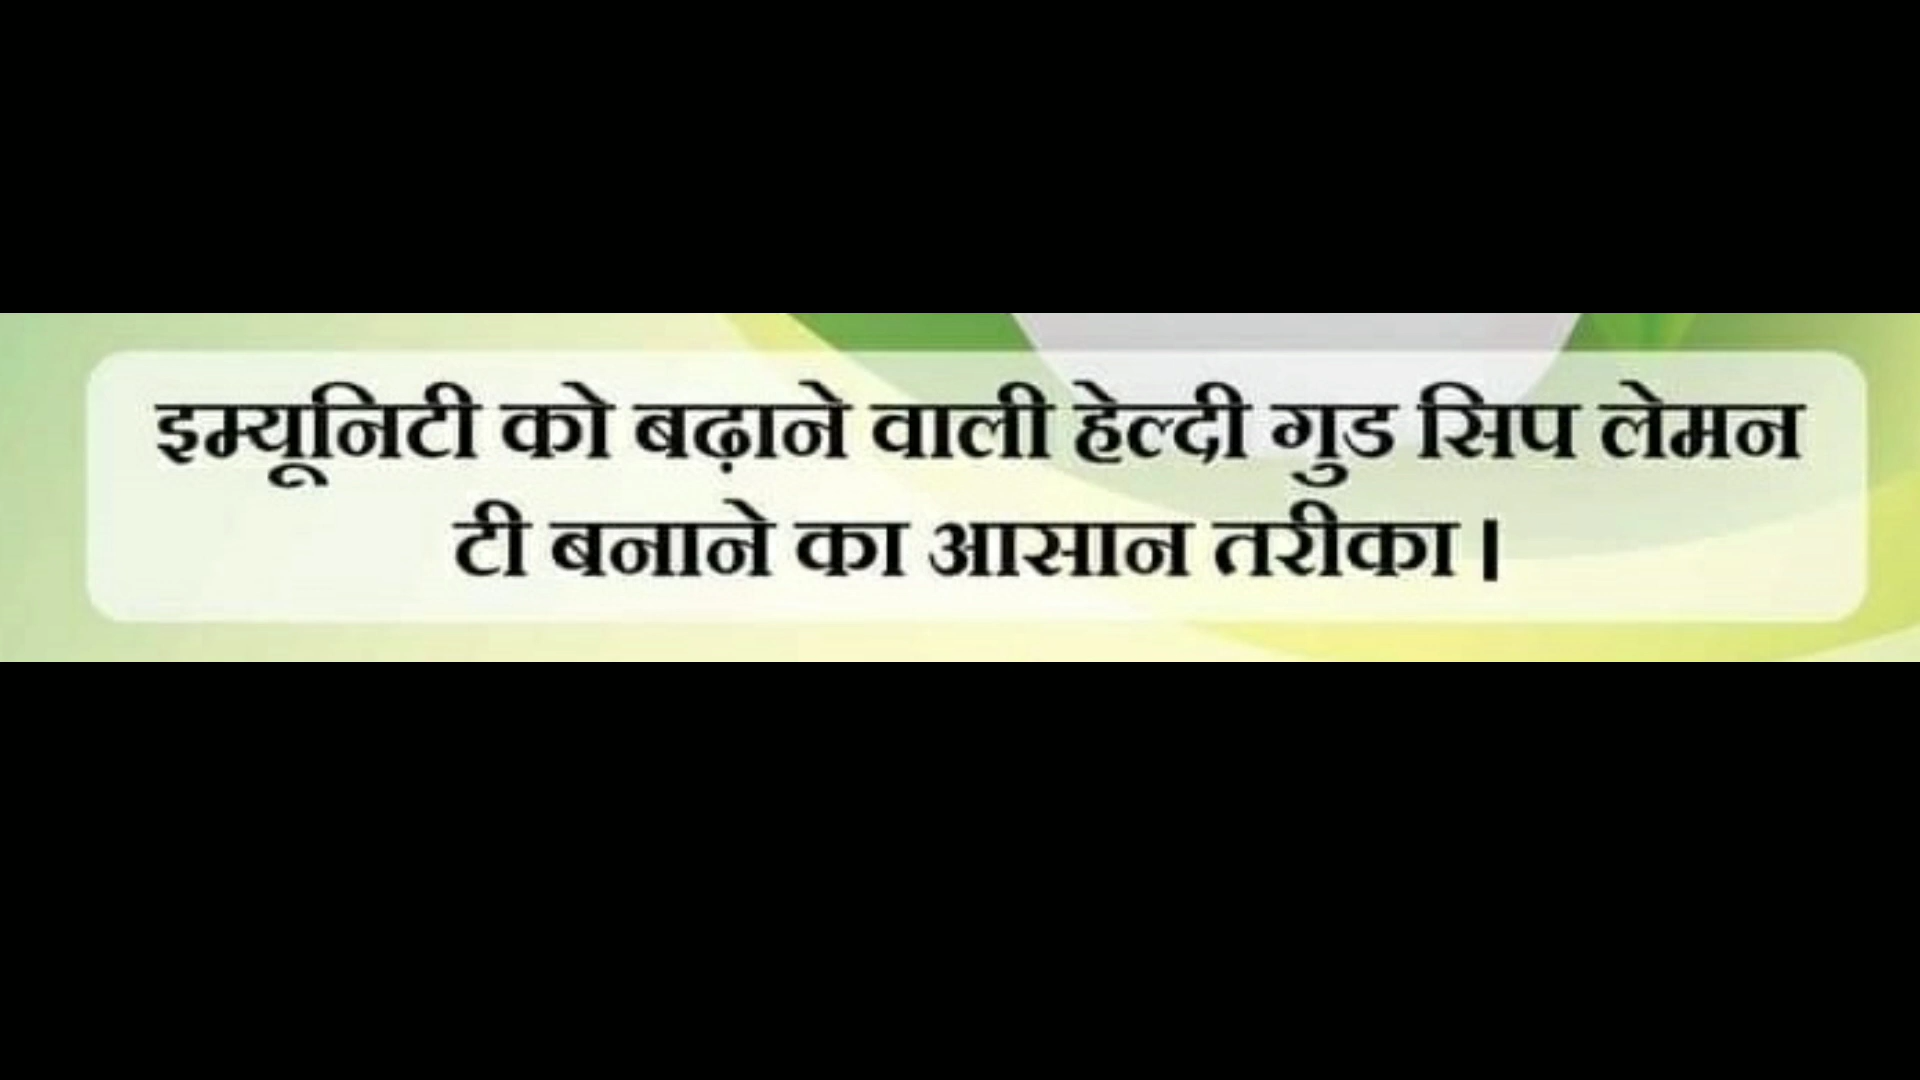 इम्यूनिटी को बढ़ाने वाली हेल्दी गुड सिप लेमन
टी बनाने का आसान तरीका।